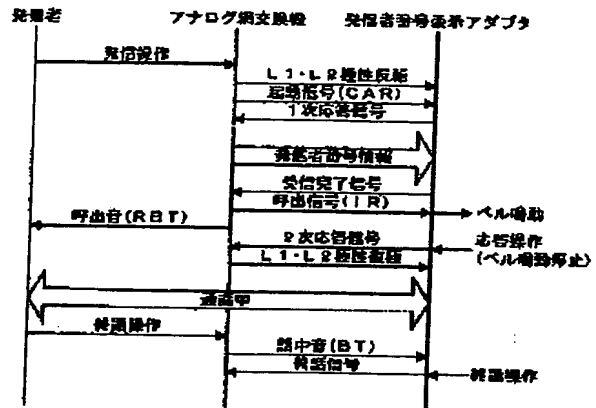 発信者 アナログ網交換機 発信者番号表示アダプタ
発信操作
L1・L2極性反転
起動信号(CAR)
1次応答信号
発信者番号情報
受信完了信号
呼出信号(IR)
ベル鳴動
呼出音(RBT)
2次応答信号
応答操作
(ベル鳴動停止)
L1・L2極性復極
通話中
終話操作
話中音(BT)
終話信号
終話操作